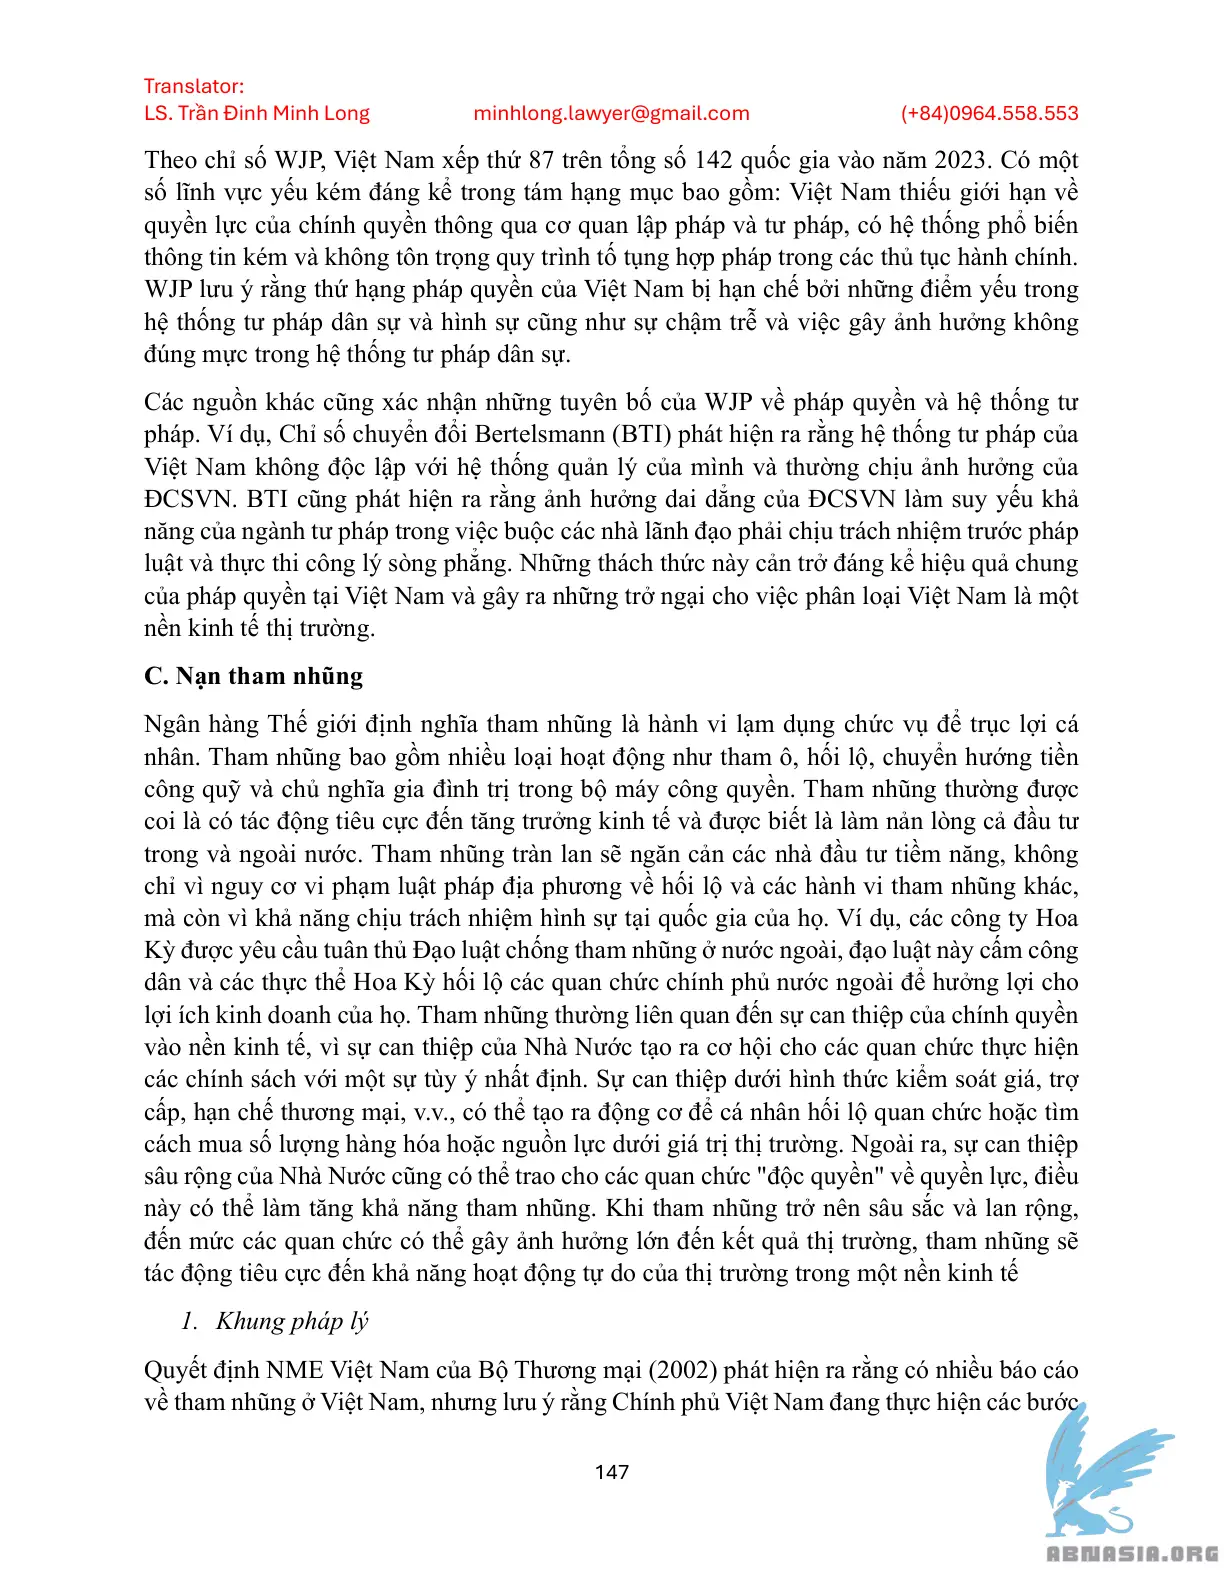 Translator:
LS. Trần Đinh Minh Long minhlong.lawyer@gmail.com (+84)0964.558.553
Theo chỉ số WJP, Việt Nam xếp thứ 87 trên tổng số 142 quốc gia vào năm 2023. Có một
số lĩnh vực yếu kém đáng kể trong tám hạng mục bao gồm: Việt Nam thiếu giới hạn về
quyền lực của chính quyền thông qua cơ quan lập pháp và tư pháp, có hệ thống phổ biến
thông tin kém và không tôn trọng quy trình tố tụng hợp pháp trong các thủ tục hành chính.
WJP lưu ý rằng thứ hạng pháp quyền của Việt Nam bị hạn chế bởi những điểm yếu trong
hệ thống tư pháp dân sự và hình sự cũng như sự chậm trễ và việc gây ảnh hưởng không
đúng mực trong hệ thống tư pháp dân sự.
Các nguồn khác cũng xác nhận những tuyên bố của WJP về pháp quyền và hệ thống tư
pháp. Ví dụ, Chỉ số chuyển đổi Bertelsmann (BTI) phát hiện ra rằng hệ thống tư pháp của
Việt Nam không độc lập với hệ thống quản lý của mình và thường chịu ảnh hưởng của
ĐCSVN. BTI cũng phát hiện ra rằng ảnh hưởng dai dẳng của ĐCSVN làm suy yếu khả
năng của ngành tư pháp trong việc buộc các nhà lãnh đạo phải chịu trách nhiệm trước pháp
luật và thực thi công lý sòng phẳng. Những thách thức này cản trở đáng kể hiệu quả chung
của pháp quyền tại Việt Nam và gây ra những trở ngại cho việc phân loại Việt Nam là một
nền kinh tế thị trường.
C. Nạn tham nhũng
Ngân hàng Thế giới định nghĩa tham nhũng là hành vi lạm dụng chức vụ để trục lợi cá
nhân. Tham nhũng bao gồm nhiều loại hoạt động như tham ô, hối lộ, chuyển hướng tiền
công quỹ và chủ nghĩa gia đình trị trong bộ máy công quyền. Tham nhũng thường được
coi là có tác động tiêu cực đến tăng trưởng kinh tế và được biết là làm nản lòng cả đầu tư
trong và ngoài nước. Tham nhũng tràn lan sẽ ngăn cản các nhà đầu tư tiềm năng, không
chỉ vì nguy cơ vi phạm luật pháp địa phương về hối lộ và các hành vi tham nhũng khác,
mà còn vì khả năng chịu trách nhiệm hình sự tại quốc gia của họ. Ví dụ, các công ty Hoa
Kỳ được yêu cầu tuân thủ Đạo luật chống tham nhũng ở nước ngoài, đạo luật này cấm công
dân và các thực thể Hoa Kỳ hối lộ các quan chức chính phủ nước ngoài để hưởng lợi cho
lợi ích kinh doanh của họ. Tham nhũng thường liên quan đến sự can thiệp của chính quyền
vào nền kinh tế, vì sự can thiệp của Nhà Nước tạo ra cơ hội cho các quan chức thực hiện
các chính sách với một sự tùy ý nhất định. Sự can thiệp dưới hình thức kiểm soát giá, trợ
cấp, hạn chế thương mại, v.v., có thể tạo ra động cơ để cá nhân hối lộ quan chức hoặc tìm
cách mua số lượng hàng hóa hoặc nguồn lực dưới giá trị thị trường. Ngoài ra, sự can thiệp
sâu rộng của Nhà Nước cũng có thể trao cho các quan chức "độc quyền" về quyền lực, điều
này có thể làm tăng khả năng tham nhũng. Khi tham nhũng trở nên sâu sắc và lan rộng,
đến mức các quan chức có thể gây ảnh hưởng lớn đến kết quả thị trường, tham nhũng sẽ
tác động tiêu cực đến khả năng hoạt động tự do của thị trường trong một nền kinh tế
1. Khung pháp lý
Quyết định NME Việt Nam của Bộ Thương mại (2002) phát hiện ra rằng có nhiều báo cáo
về tham nhũng ở Việt Nam, nhưng lưu ý rằng Chính phủ Việt Nam đang thực hiện các bước
147
ABNASIA.ORG